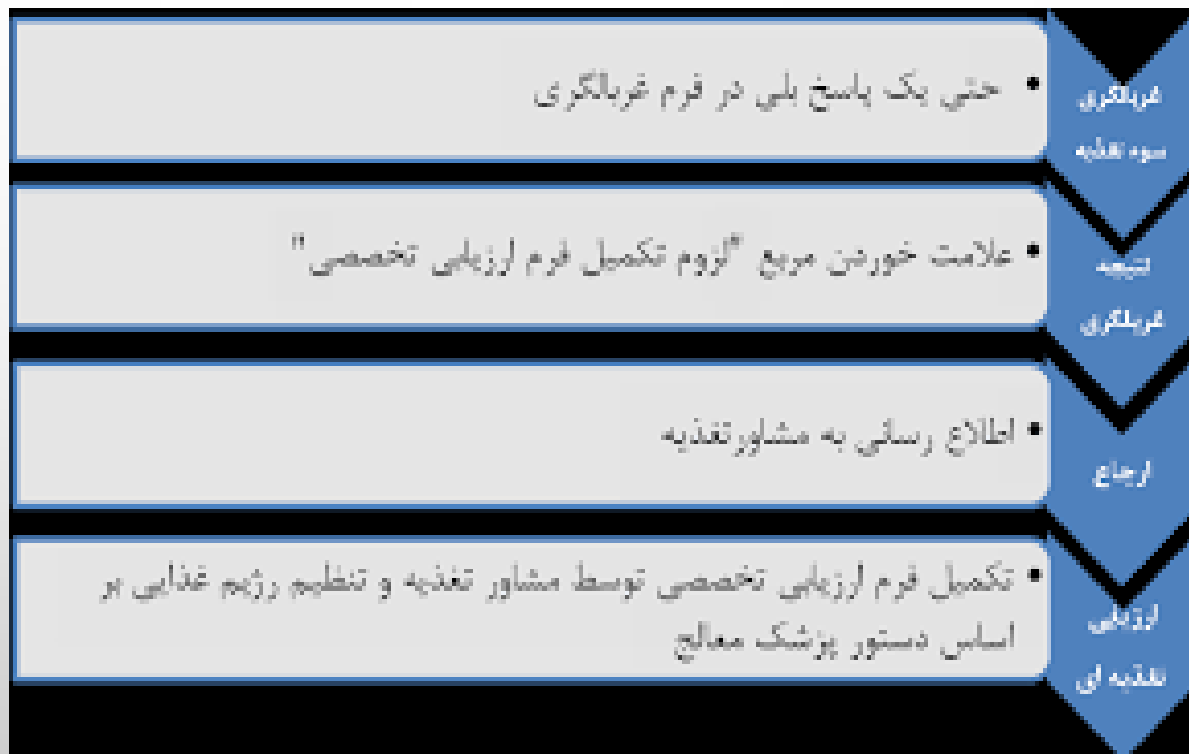 غربالگری
سوء تغذیه
• حتی یک پاسخ بلی در فرم غربالگری
نتیجه
غربالگری
• علامت خوردن مربع "لزوم تکمیل فرم ارزیابی تخصصی"
ارجاع
• اطلاع رسانی به مشاورتغذیه
ارزیابی
تغذیه ای
• تکمیل فرم ارزیابی تخصصی توسط مشاور تغذیه و تنظیم رژیم غذایی بر
اساس دستور پزشک معالج